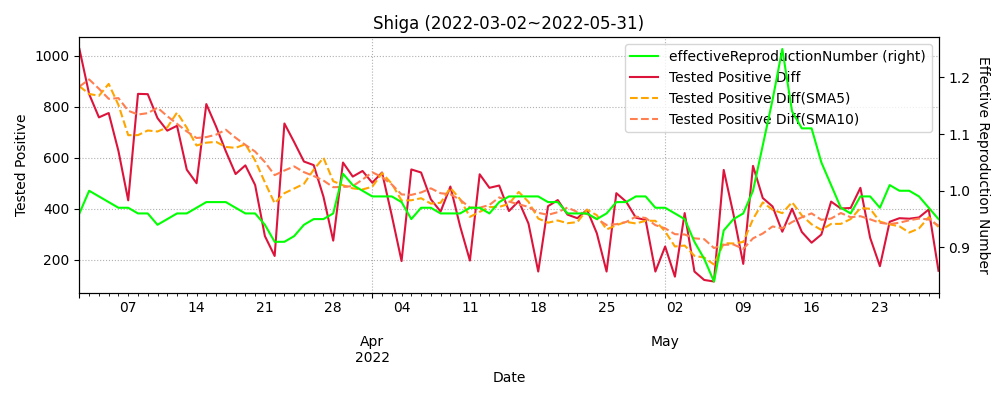 Shiga (2022-03-02~2022-05-31)
Tested Positive
1000
800
600
400
200
effectiveReproductionNumber (right)
Tested Positive Diff
Tested Positive Diff(SMA5)
Tested Positive Diff(SMA10)
1.2
1.1
1.0
0.9
Effective Reproduction Number
07 14 21 28 04 11 18 25 02 09 16 23
Apr May
2022
Date